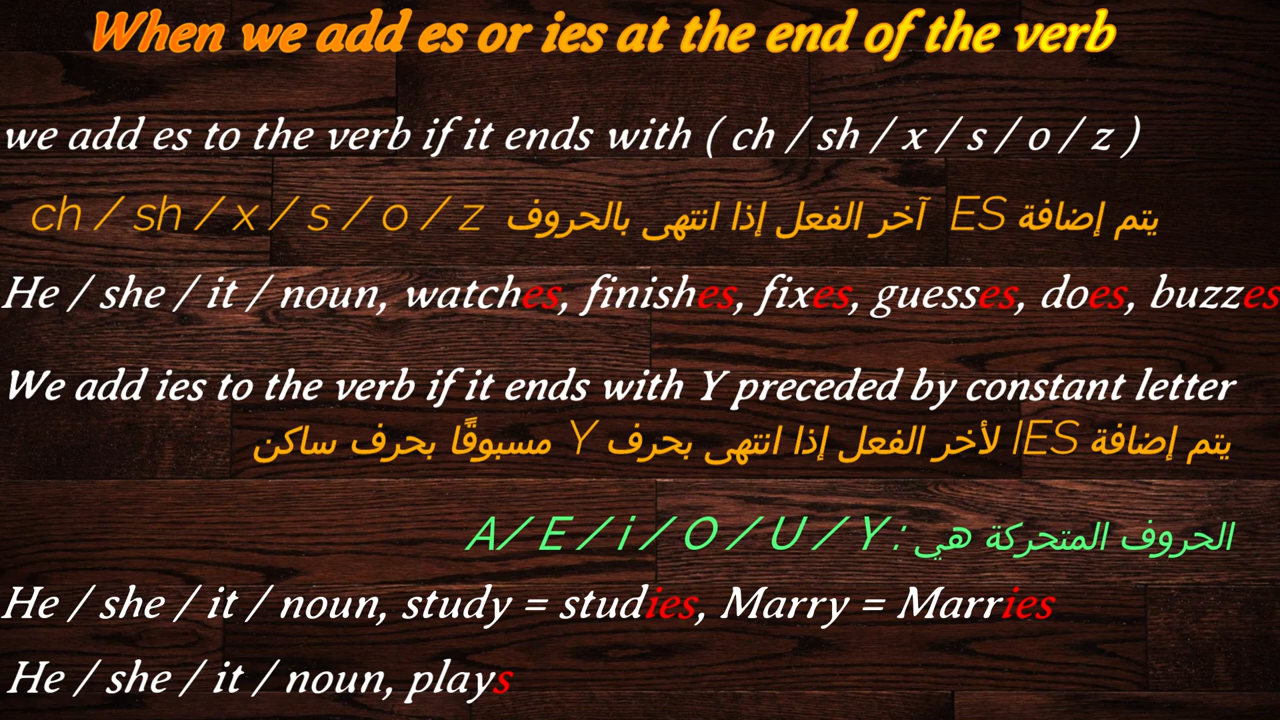 When we add es or ies at the end of the verb
we add es to the verb if it ends with ( ch / sh / x / s / o / z )
يتم إضافة ES آخر الفعل إذا انتهى بالحروف ch / sh / x / s / o / z
He / she / it / noun, watches, finishes, fixes, guesses, does, buzzes
We add ies to the verb if it ends with Y preceded by constant letter
يتم إضافة IES لأخر الفعل إذا انتهى بحرف Y مسبوقًا بحرف ساكن
الحروف المتحركة هي : A/ E / i / O / U / Y
He / she / it / noun, study = studies, Marry = Marries
He / she / it / noun, plays